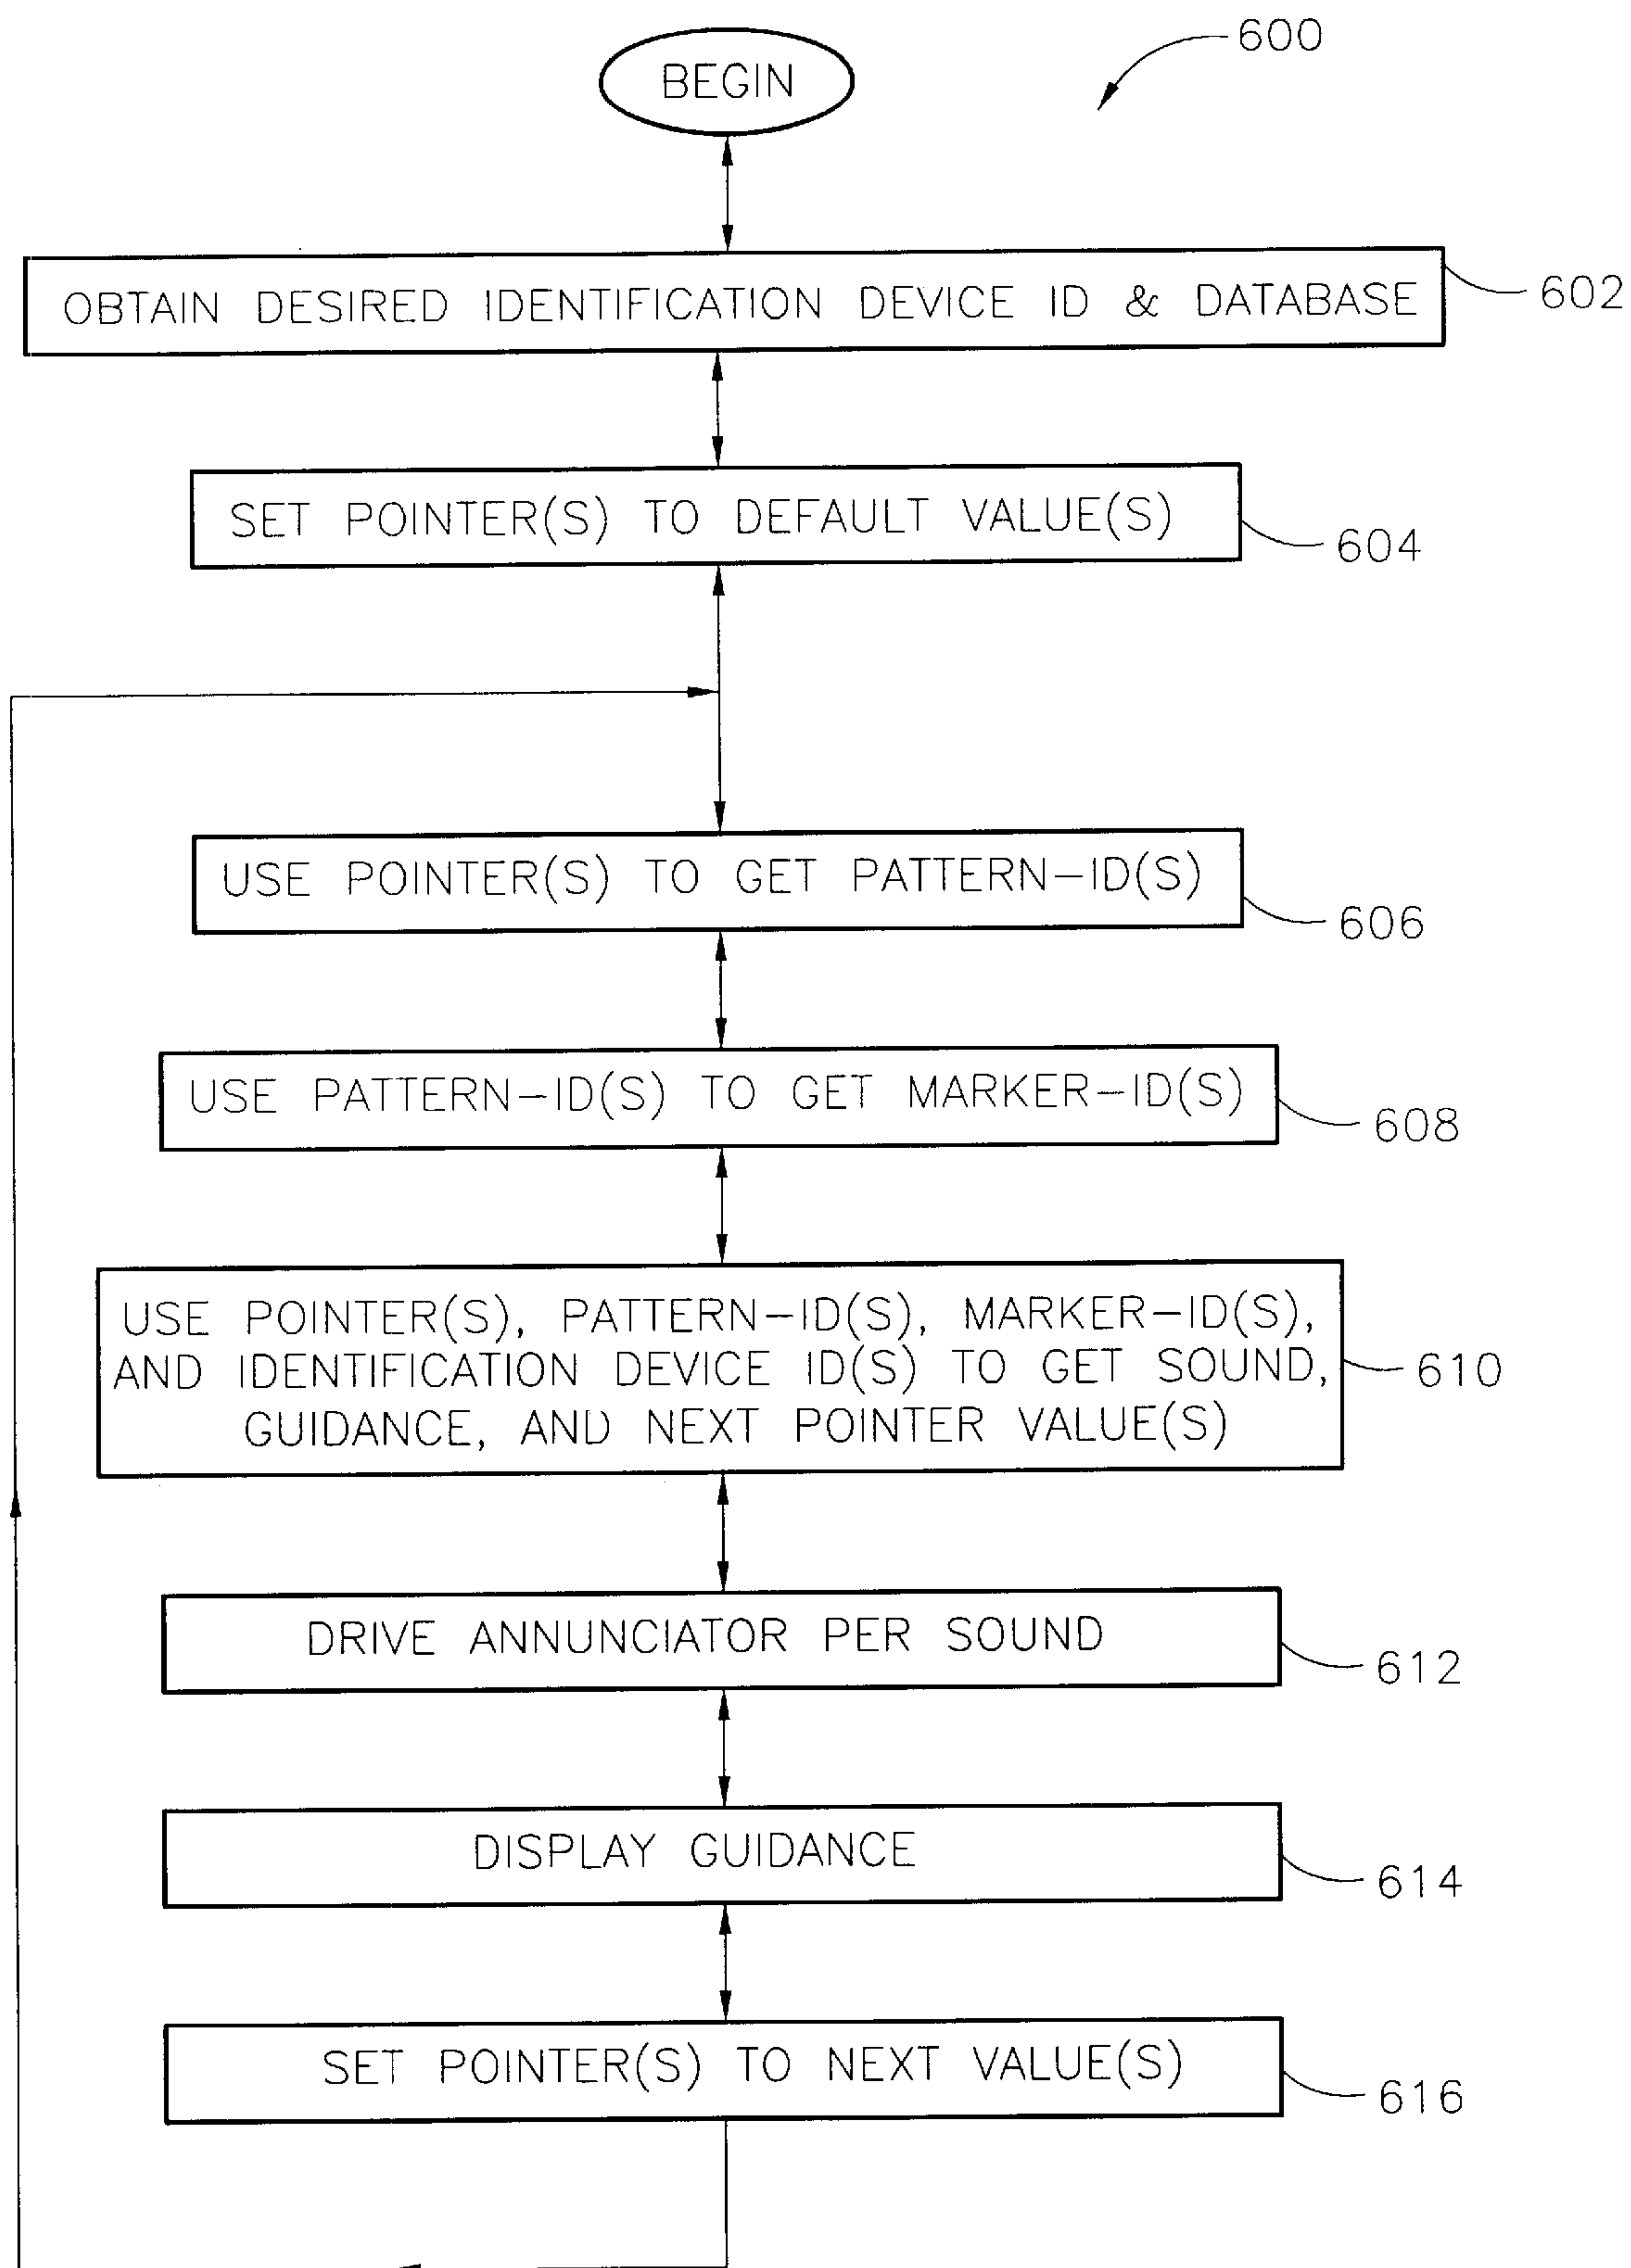 600
BEGIN
OBTAIN DESIRED IDENTIFICATION DEVICE ID & DATABASE
602
SET POINTER(S) TO DEFAULT VALUE(S)
604
USE POINTER(S) TO GET PATTERN-ID(S)
606
USE PATTERN-ID(S) TO GET MARKER-ID(S)
608
USE POINTER(S), PATTERN-ID(S), MARKER-ID(S),
AND IDENTIFICATION DEVICE ID(S) TO GET SOUND,
GUIDANCE, AND NEXT POINTER VALUE(S)
610
DRIVE ANNUNCIATOR PER SOUND
612
DISPLAY GUIDANCE
614
SET POINTER(S) TO NEXT VALUE(S)
616